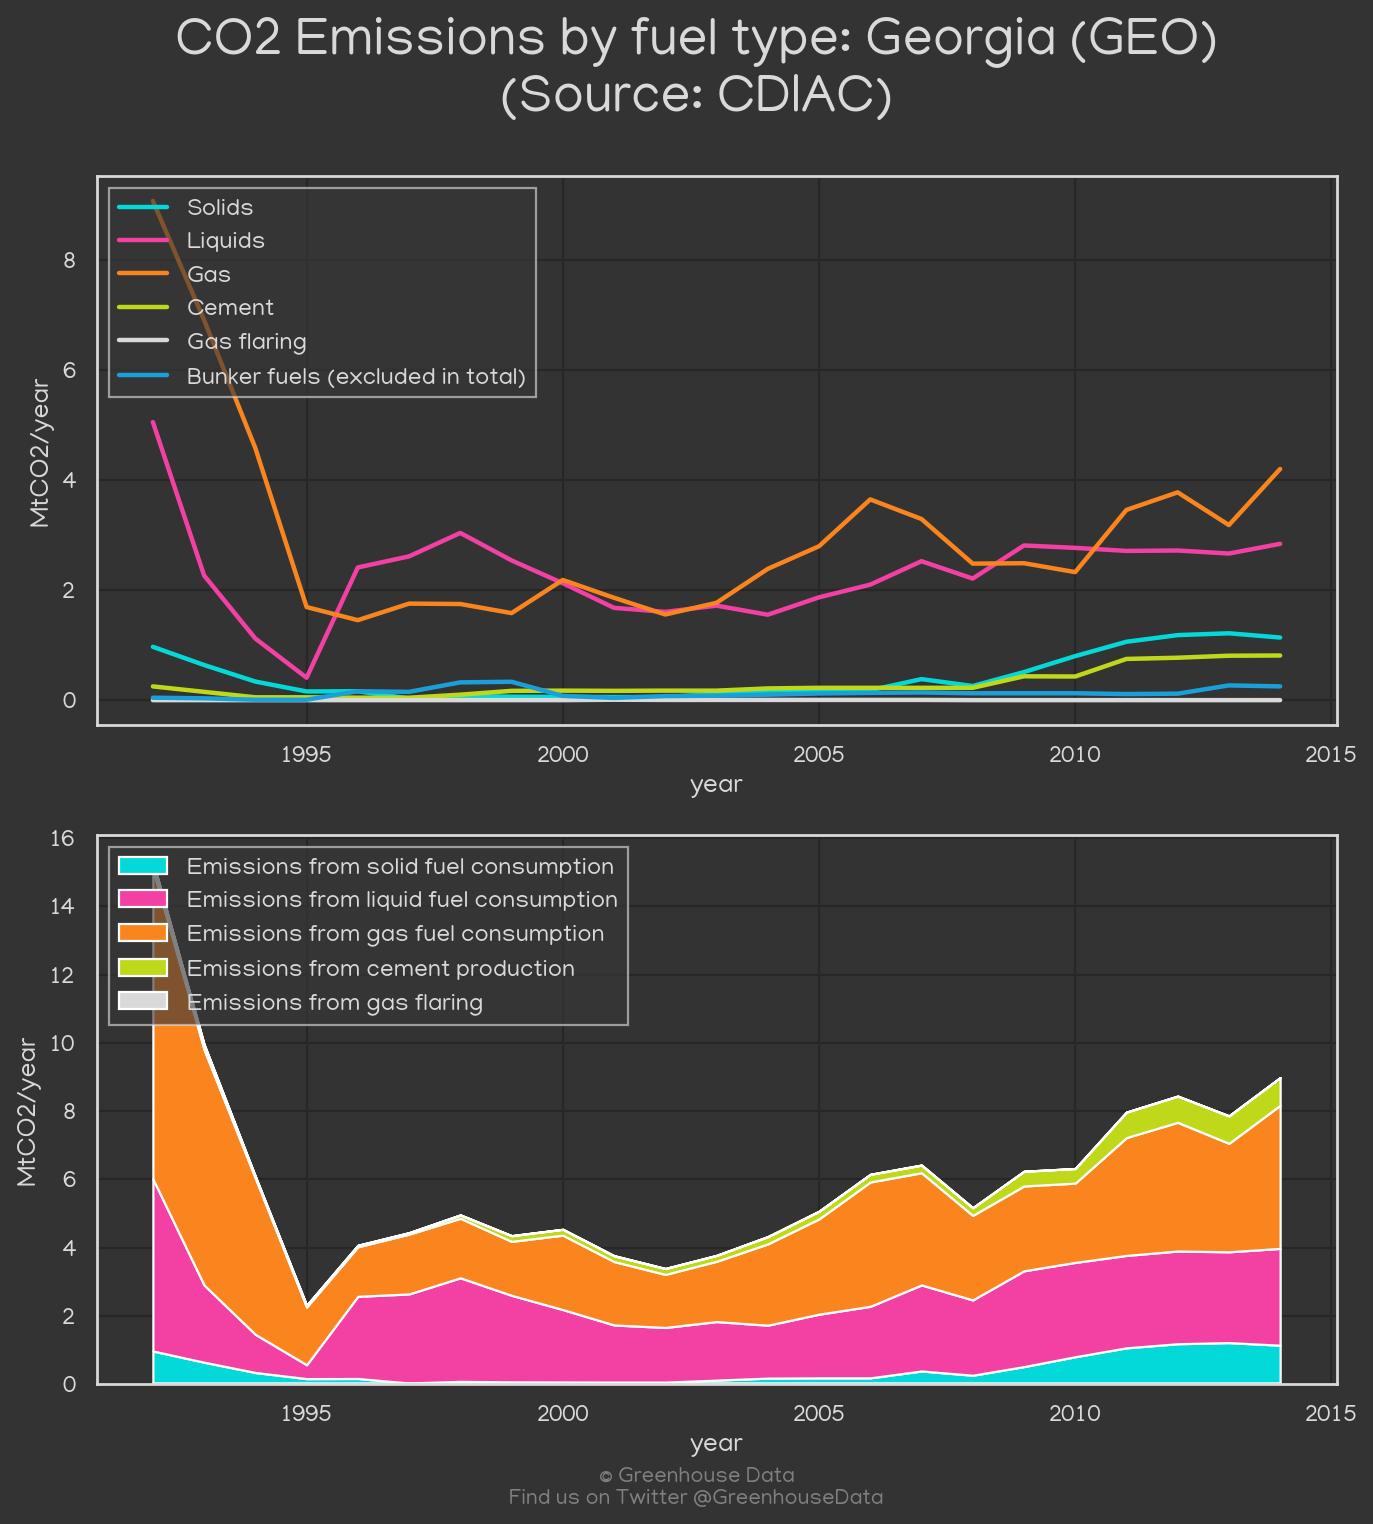 CO2 Emissions by fuel type: Georgia (GEO)
(Source: CDIAC)
Solids
Liquids
Gas
Cement
Gas flaring
Bunker fuels (excluded in total)
MtCO2/year
8
6
4
2
0
1995 2000 2005 2010 2015
year
Emissions from solid fuel consumption
Emissions from liquid fuel consumption
Emissions from gas fuel consumption
Emissions from cement production
Emissions from gas flaring
MtCO2/year
16
14
12
10
8
6
4
2
0
1995 2000 2005 2010 2015
year
© Greenhouse Data
Find us on Twitter @GreenhouseData